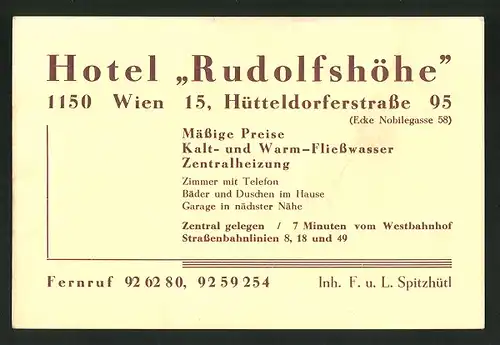 Hotel „Rudolfshöhe”
1150 Wien 15, Hütteldorferstraße 95
(Ecke Nobilegasse 58)
Mäßige Preise
Kalt- und Warm-Fließwasser
Zentralheizung
Zimmer mit Telefon
Bäder und Duschen im Hause
Garage in nächster Nähe
Zentral gelegen / 7 Minuten vom Westbahnhof
Straßenbahnlinien 8, 18 und 49
Fernruf 92 62 80, 92 59 254 Inh. F. u. L. Spitzhütl